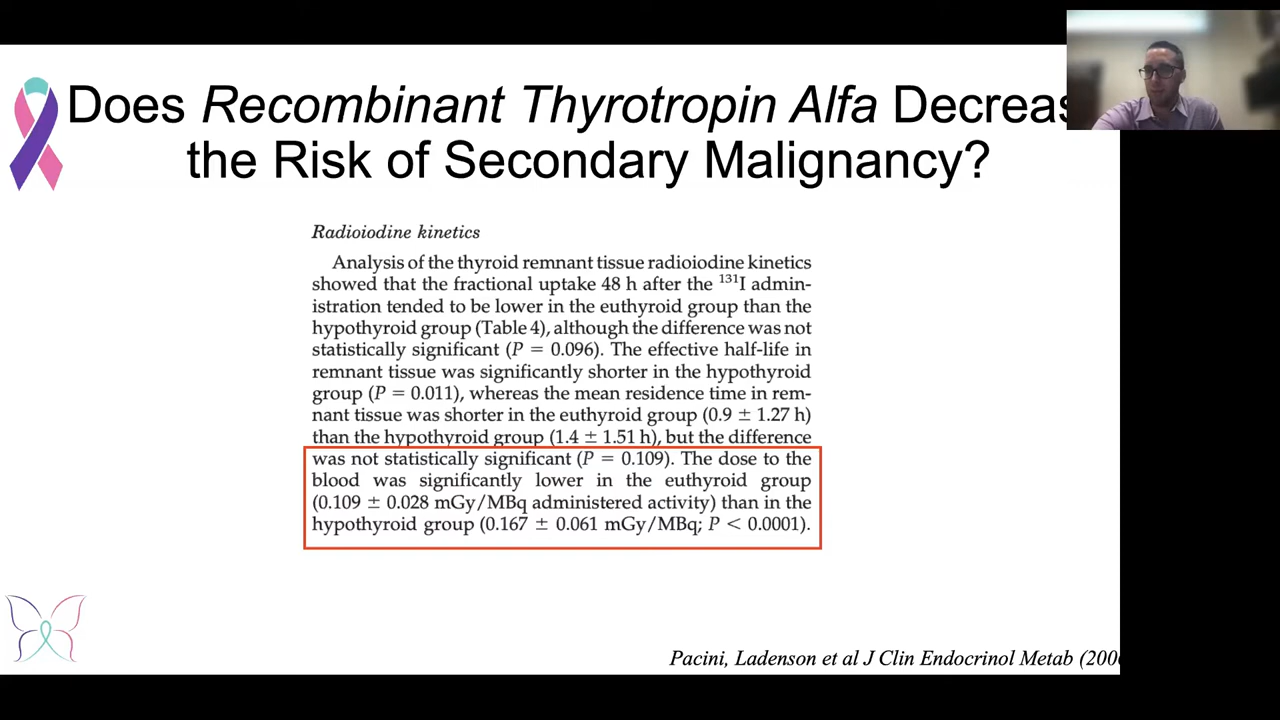 Does Recombinant Thyrotropin Alfa Decreas
the Risk of Secondary Malignancy?
Radioiodine kinetics
Analysis of the thyroid remnant tissue radioiodine kinetics
showed that the fractional uptake 48 h after the ¹³¹I admin-
istration tended to be lower in the euthyroid group than the
hypothyroid group (Table 4), although the difference was not
statistically significant (P = 0.096). The effective half-life in
remnant tissue was significantly shorter in the hypothyroid
group (P = 0.011), whereas the mean residence time in rem-
nant tissue was shorter in the euthyroid group (0.9 ± 1.27 h)
than the hypothyroid group (1.4 ± 1.51 h), but the difference
was not statistically significant (P = 0.109). The dose to the
blood was significantly lower in the euthyroid group
(0.109 ± 0.028 mGy/MBq administered activity) than in the
hypothyroid group (0.167 ± 0.061 mGy/MBq; P < 0.0001).
Pacini, Ladenson et al J Clin Endocrinol Metab (200